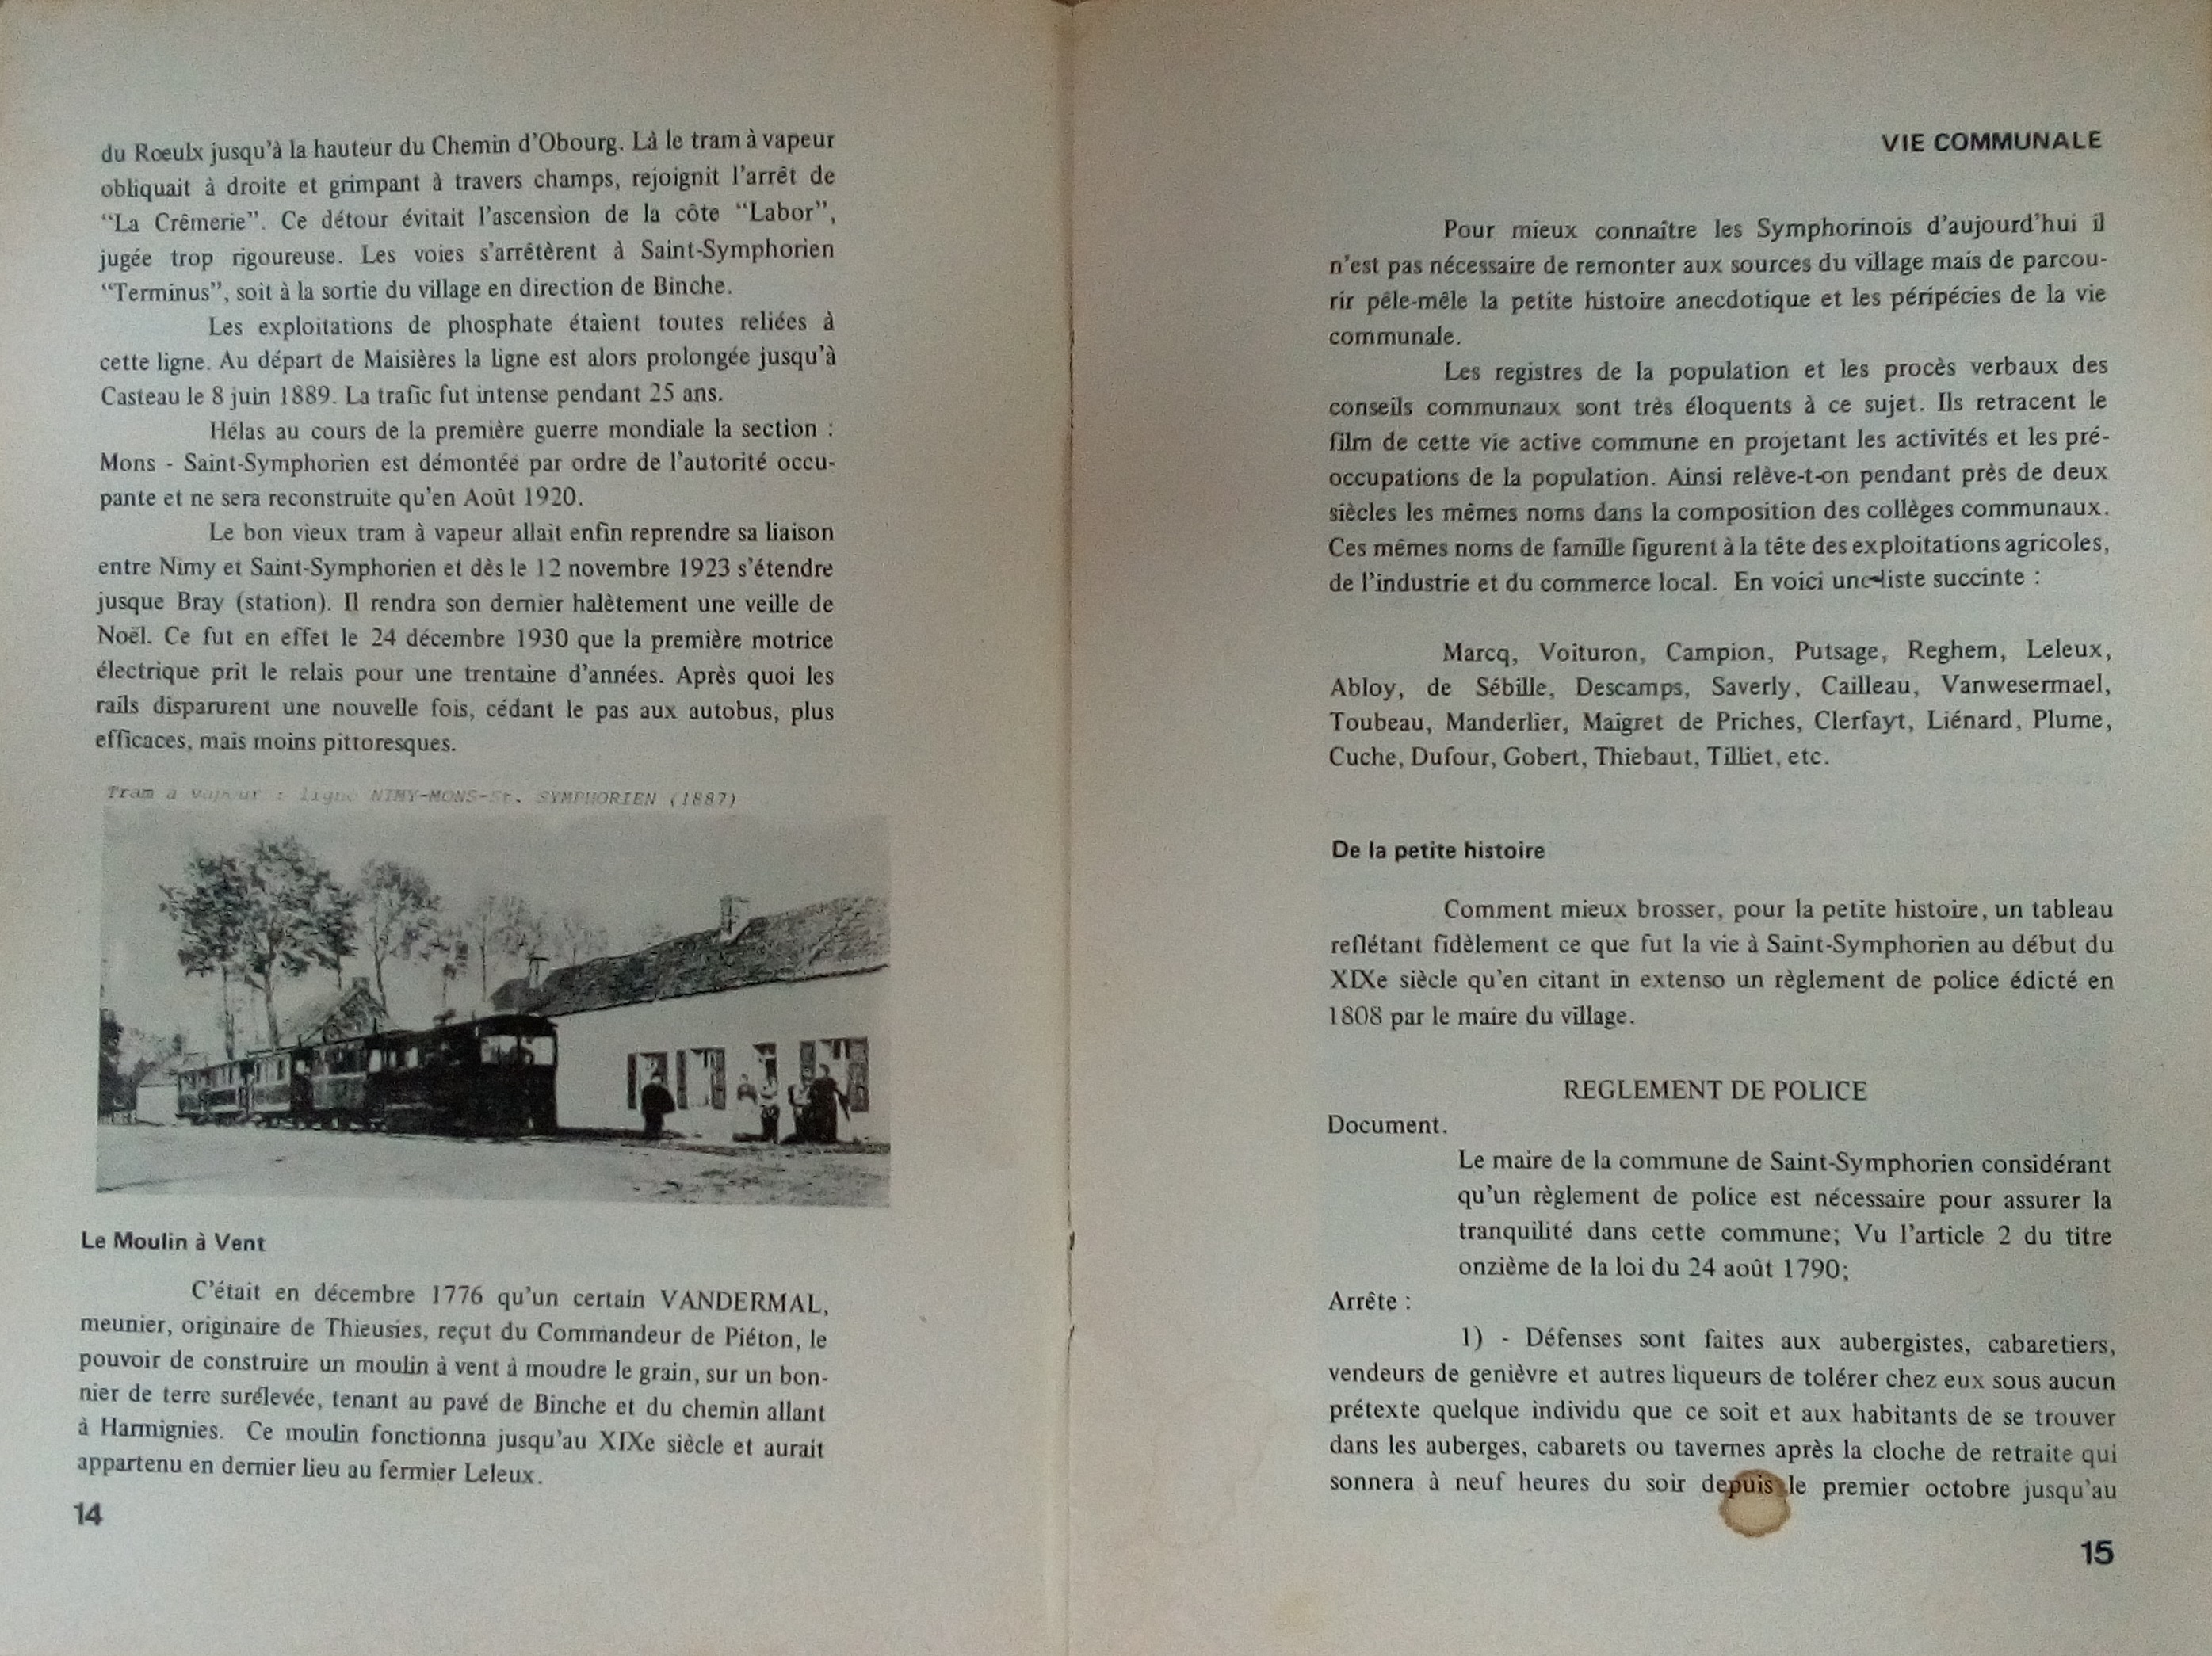 du Rœulx jusqu'à la hauteur du Chemin d'Obourg. Là le tram à vapeur
obliquait à droite et grimpant à travers champs, rejoignit l'arrêt de
“La Crêmerie”. Ce détour évitait l'ascension de la côte “Labor”,
jugée trop rigoureuse. Les voies s'arrêtèrent à Saint-Symphorien
“Terminus”, soit à la sortie du village en direction de Binche.
Les exploitations de phosphate étaient toutes reliées à
cette ligne. Au départ de Maisières la ligne est alors prolongée jusqu'à
Casteau le 8 juin 1889. La trafic fut intense pendant 25 ans.
Hélas au cours de la première guerre mondiale la section :
Mons - Saint-Symphorien est démontée par ordre de l'autorité occu-
pante et ne sera reconstruite qu'en Août 1920.
Le bon vieux tram à vapeur allait enfin reprendre sa liaison
entre Nimy et Saint-Symphorien et dès le 12 novembre 1923 s'étendre
jusque Bray (station). Il rendra son dernier halètement une veille de
Noël. Ce fut en effet le 24 décembre 1930 que la première motrice
électrique prit le relais pour une trentaine d'années. Après quoi les
rails disparurent une nouvelle fois, cédant le pas aux autobus, plus
efficaces, mais moins pittoresques.
Tram a vapeur : ligne NIMY-MONS-St. SYMPHORIEN (1887)
Le Moulin à Vent
C'était en décembre 1776 qu'un certain VANDERMAL,
meunier, originaire de Thieusies, reçut du Commandeur de Piéton, le
pouvoir de construire un moulin à vent à moudre le grain, sur un bon-
nier de terre surélevée, tenant au pavé de Binche et du chemin allant
à Harmignies. Ce moulin fonctionna jusqu'au XIXe siècle et aurait
appartenu en dernier lieu au fermier Leleux.
14
VIE COMMUNALE
Pour mieux connaître les Symphorinois d'aujourd'hui il
n'est pas nécessaire de remonter aux sources du village mais de parcou-
rir pêle-mêle la petite histoire anecdotique et les péripécies de la vie
communale.
Les registres de la population et les procès verbaux des
conseils communaux sont très éloquents à ce sujet. Ils retracent le
film de cette vie active commune en projetant les activités et les pré-
occupations de la population. Ainsi relève-t-on pendant près de deux
siècles les mêmes noms dans la composition des collèges communaux.
Ces mêmes noms de famille figurent à la tête des exploitations agricoles,
de l'industrie et du commerce local. En voici une liste succinte :
Marcq, Voituron, Campion, Putsage, Reghem, Leleux,
Abloy, de Sébille, Descamps, Saverly, Cailleau, Vanwesermael,
Toubeau, Manderlier, Maigret de Priches, Clerfayt, Liénard, Plume,
Cuche, Dufour, Gobert, Thiebaut, Tilliet, etc.
De la petite histoire
Comment mieux brosser, pour la petite histoire, un tableau
reflétant fidèlement ce que fut la vie à Saint-Symphorien au début du
XIXe siècle qu'en citant in extenso un règlement de police édicté en
1808 par le maire du village.
REGLEMENT DE POLICE
Document.
Le maire de la commune de Saint-Symphorien considérant
qu'un règlement de police est nécessaire pour assurer la
tranquilité dans cette commune; Vu l'article 2 du titre
onzième de la loi du 24 août 1790;
Arrête :
1) - Défenses sont faites aux aubergistes, cabaretiers,
vendeurs de genièvre et autres liqueurs de tolérer chez eux sous aucun
prétexte quelque individu que ce soit et aux habitants de se trouver
dans les auberges, cabarets ou tavernes après la cloche de retraite qui
sonnera à neuf heures du soir depuis le premier octobre jusqu'au
15